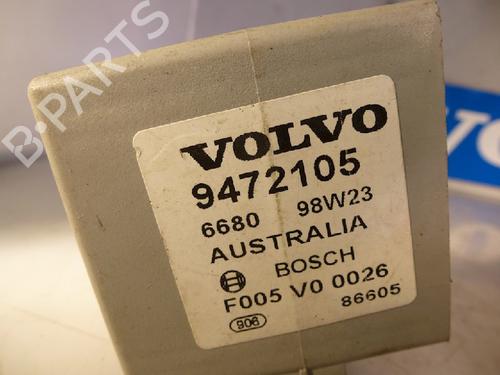 B-PARTS
VOLVO
9472105
6680 98W23
AUSTRALIA
BOSCH
F005 V0 0026
86605
906